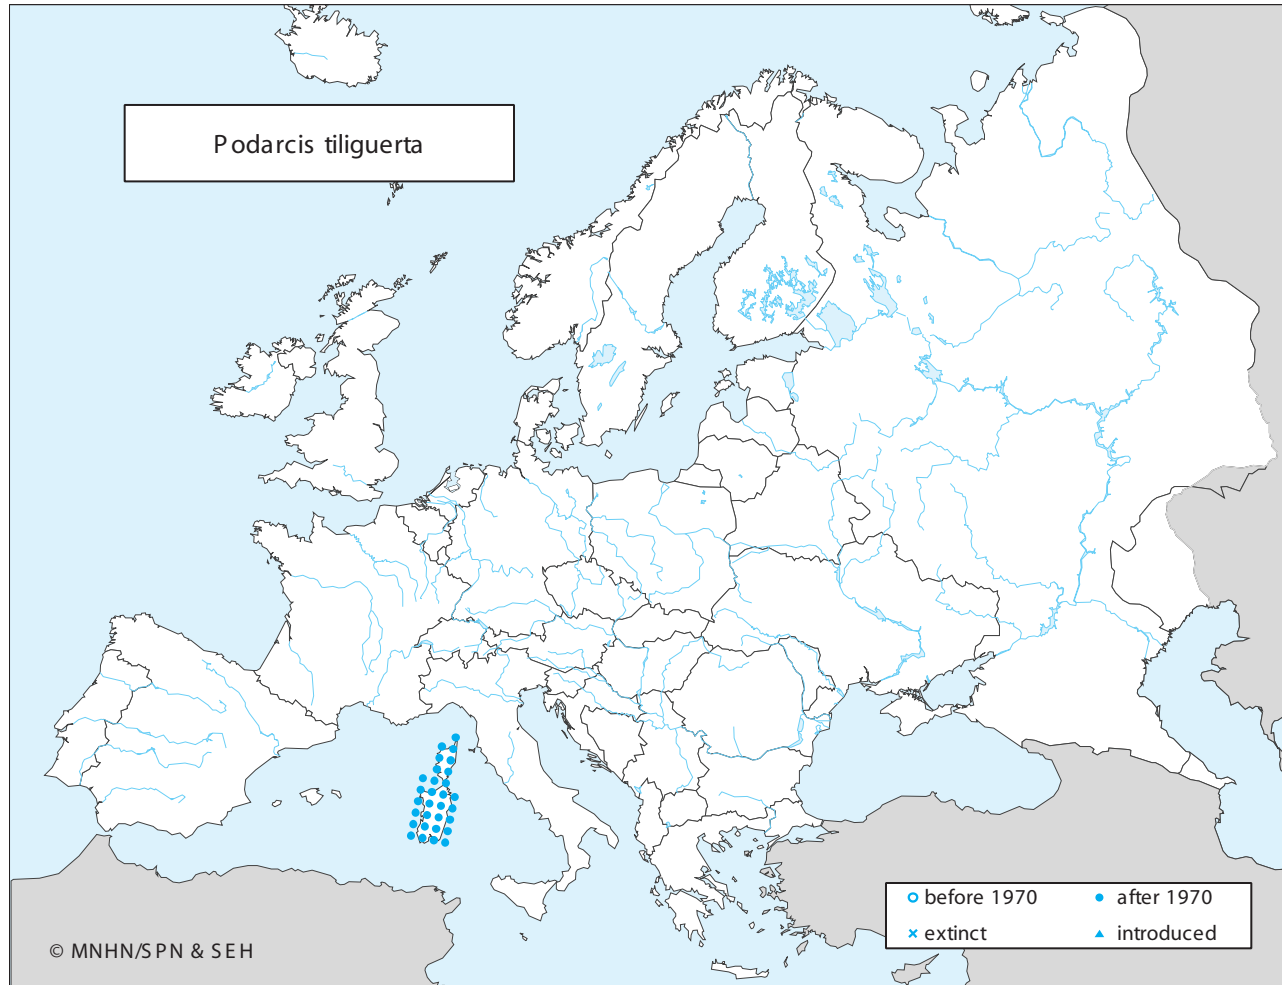 Podarcis tiliguerta
before 1970
after 1970
extinct
introduced
© MNHN/SPN & SEH